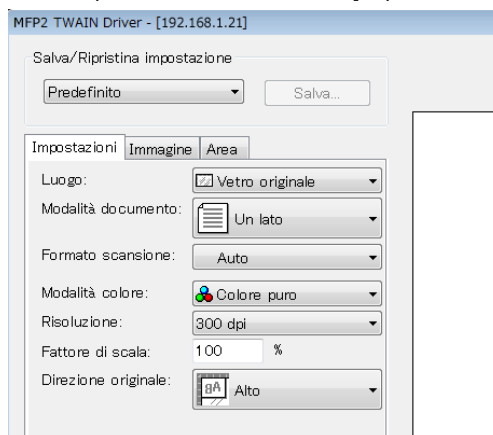 MFP2 TWAIN Driver - [192.168.1.21]
Salva/Ripristina impostazione
Predefinito Salva...
Impostazioni Immagine Area
Luogo: Vetro originale
Modalità documento: Un lato
Formato scansione: Auto
Modalità colore: Colore puro
Risoluzione: 300 dpi
Fattore di scala: 100 %
Direzione originale: Alto